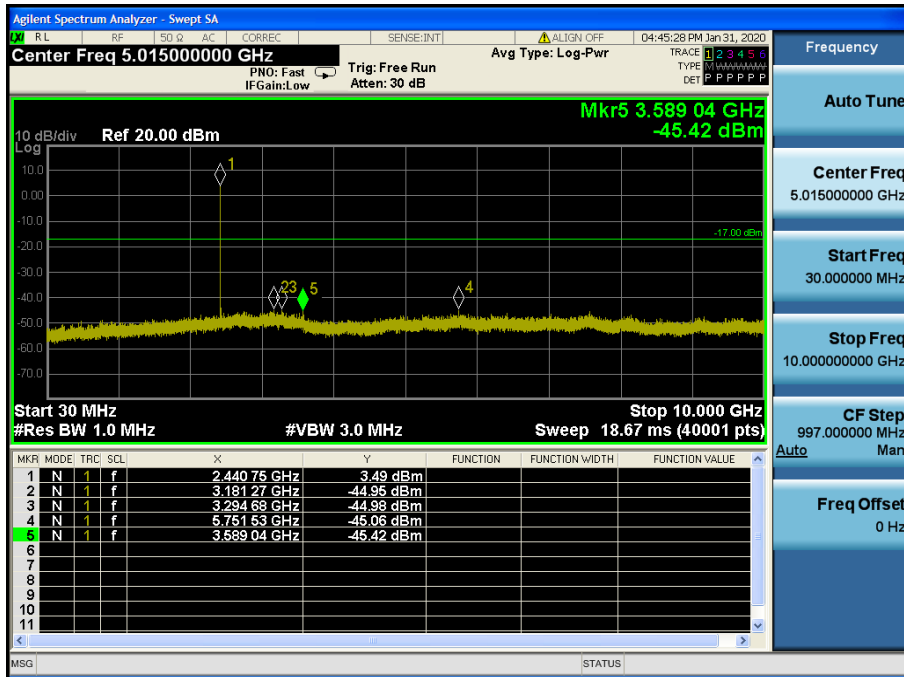 Agilent Spectrum Analyzer - Swept SA
LXI RL RF 50 Ω AC CORREC SENSE:INT ALIGN OFF 04:45:28 PM Jan 31, 2020
Center Freq 5.015000000 GHz
PNO: Fast
IFGain:Low
Trig: Free Run
Atten: 30 dB
Avg Type: Log-Pwr
TRACE 1 2 3 4 5 6
TYPE M
DET P P P P P P
Mkr5 3.589 04 GHz
-45.42 dBm
10 dB/div Ref 20.00 dBm
Log
10.0
0.00
-10.0
-20.0
-30.0
-40.0
-50.0
-60.0
-70.0
1
-17.00 dBm
2 3 5 4
Start 30 MHz Stop 10.000 GHz
#Res BW 1.0 MHz #VBW 3.0 MHz Sweep 18.67 ms (40001 pts)
MKR MODE TRC SCL X Y FUNCTION FUNCTION WIDTH FUNCTION VALUE
1 N 1 f 2.440 75 GHz 3.49 dBm
2 N 1 f 3.181 27 GHz -44.95 dBm
3 N 1 f 3.294 68 GHz -44.98 dBm
4 N 1 f 5.751 53 GHz -45.06 dBm
5 N 1 f 3.589 04 GHz -45.42 dBm
6
7
8
9
10
11
MSG STATUS
Frequency
Auto Tune
Center Freq
5.015000000 GHz
Start Freq
30.000000 MHz
Stop Freq
10.000000000 GHz
CF Step
997.000000 MHz
Auto Man
Freq Offset
0 Hz